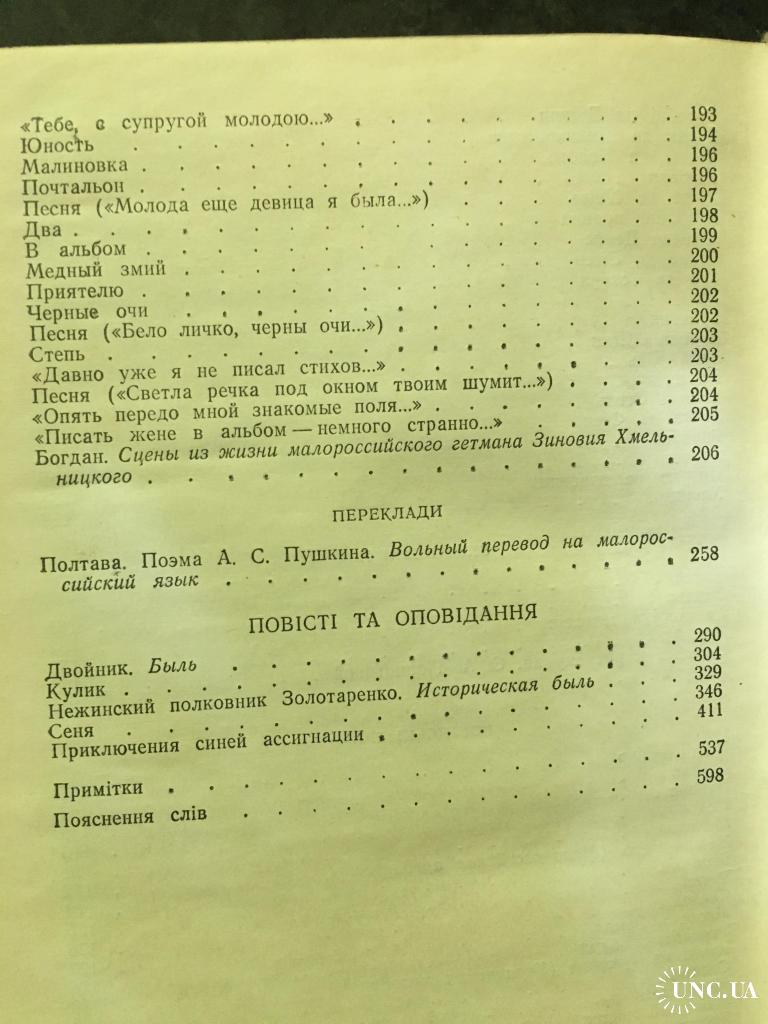 «Тебе, с супругой молодою...» 193
Юность 194
Малиновка 196
Почтальон 196
Песня («Молода еще девица я была...») 197
Два 198
В альбом 199
Медный змий 200
Приятелю 201
Черные очи 202
Песня («Бело личко, черны очи...») 202
Степь 203
«Давно уже я не писал стихов...» 203
Песня («Светла речка под окном твоим шумит...») 204
«Опять передо мной знакомые поля...» 204
«Писать жене в альбом — немного странно...» 205
Богдан. Сцены из жизни малороссийского гетмана Зиновия Хмель-
ницкого 206
ПЕРЕКЛАДИ
Полтава. Поэма А. С. Пушкина. Вольный перевод на малорос-
сийский язык 258
ПОВІСТІ ТА ОПОВІДАННЯ
Двойник. Быль 290
Кулик 304
Нежинский полковник Золотаренко. Историческая быль 329
Сеня 346
Приключения синей ассигнации 411
Примітки 537
Пояснення слів 598
UNC.UA